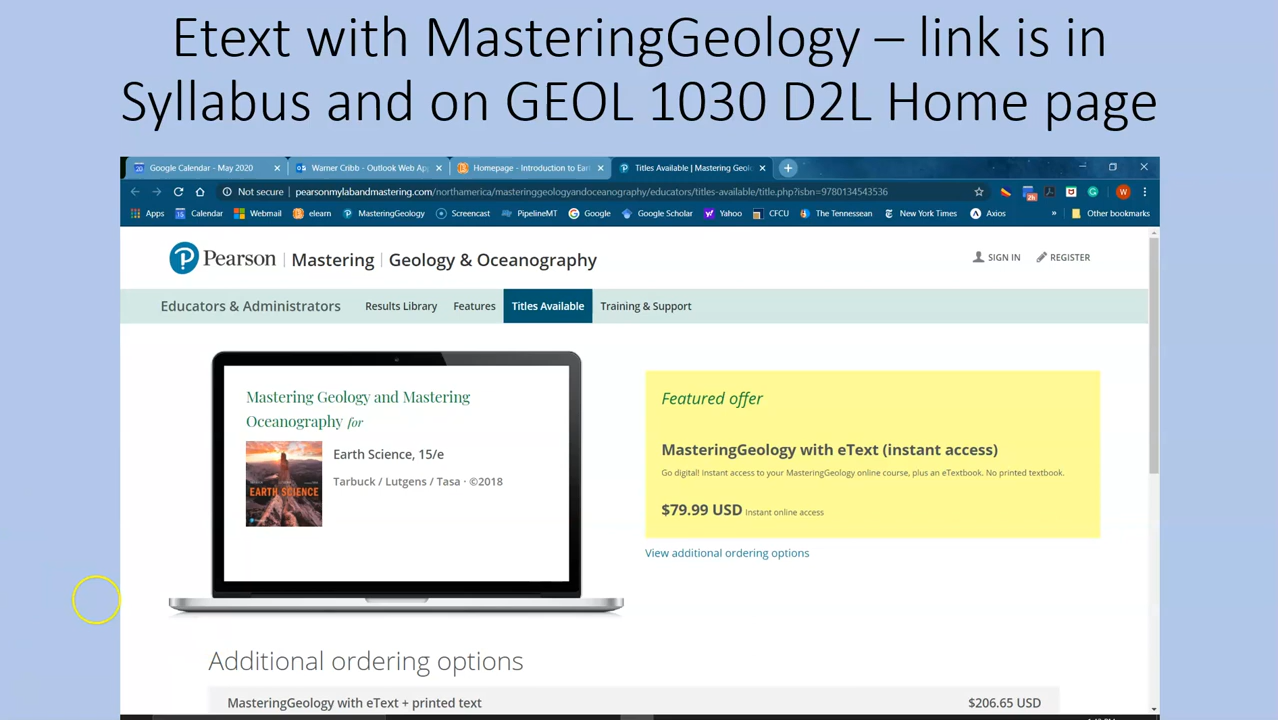 Etext with MasteringGeology – link is in
Syllabus and on GEOL 1030 D2L Home page
Google Calendar - May 2020
Warner Cribb - Outlook Web Ap
Homepage - Introduction to Ear
Titles Available | Mastering Geolo
Not secure | pearsonmylabandmastering.com/northamerica/masteringgeologyandoceanography/educators/titles-available/title.php?isbn=9780134543536
Apps Calendar Webmail elearn MasteringGeology Screencast PipelineMT Google Google Scholar Yahoo CFCU The Tennessean New York Times Axios » Other bookmarks
Pearson | Mastering | Geology & Oceanography
SIGN IN REGISTER
Educators & Administrators Results Library Features Titles Available Training & Support
Mastering Geology and Mastering
Oceanography for
Earth Science, 15/e
Tarbuck / Lutgens / Tasa · ©2018
EARTH SCIENCE
Featured offer
MasteringGeology with eText (instant access)
Go digital! Instant access to your MasteringGeology online course, plus an eTextbook. No printed textbook.
$79.99 USD Instant online access
View additional ordering options
Additional ordering options
MasteringGeology with eText + printed text $206.65 USD